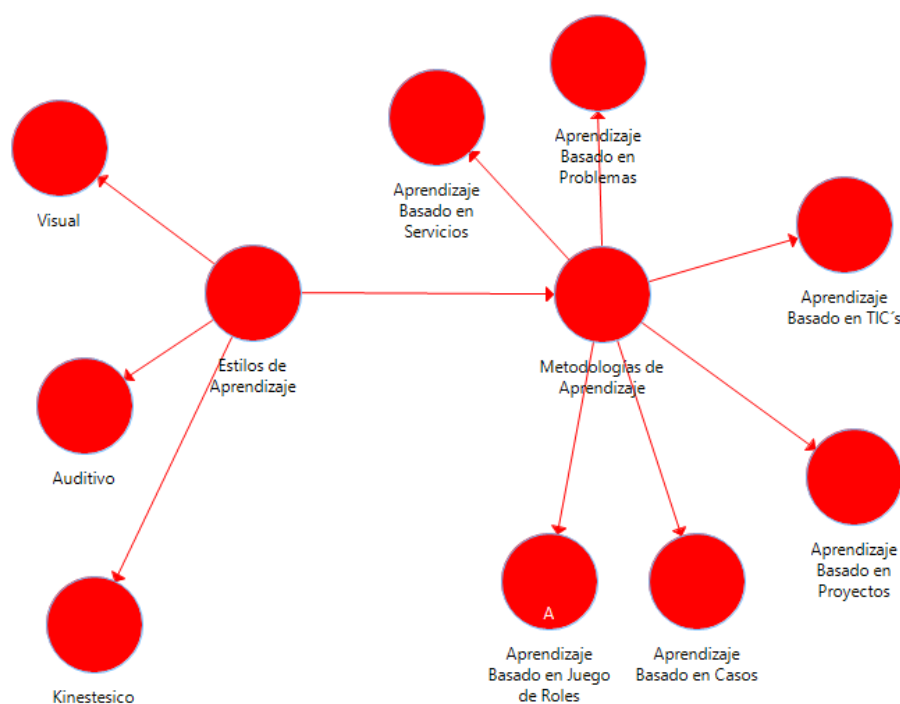 Aprendizaje
Basado en
Problemas
Aprendizaje
Basado en
Servicios
Visual
Aprendizaje
Basado en TIC´s
Estilos de
Aprendizaje
Metodologías de
Aprendizaje
Auditivo
Aprendizaje
Basado en
Proyectos
A
Aprendizaje
Basado en Juego
de Roles
Aprendizaje
Basado en Casos
Kinestesico